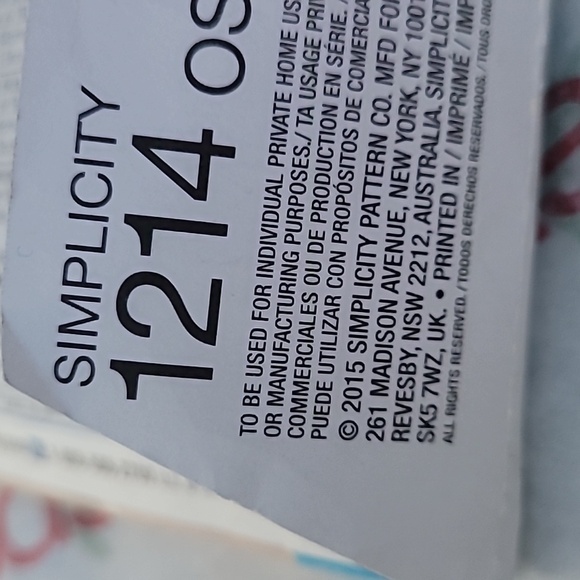 SIMPLICITY
1214 OS
TO BE USED FOR INDIVIDUAL PRIVATE HOME US
OR MANUFACTURING PURPOSES./ TA USAGE PRI
COMMERCIALES OU DE PRODUCTION EN SÉRIE.
PUEDE UTILIZAR CON PROPÓSITOS DE COMERCIA
© 2015 SIMPLICITY PATTERN CO. MFD FO
261 MADISON AVENUE, NEW YORK, NY 1001
REVESBY, NSW 2212, AUSTRALIA. SIMPLICIT
SK5 7WZ, UK. • PRINTED IN / IMPRIMÉ / IMP
ALL RIGHTS RESERVED. / TODOS DERECHOS RESERVADOS. / TOUS DRO